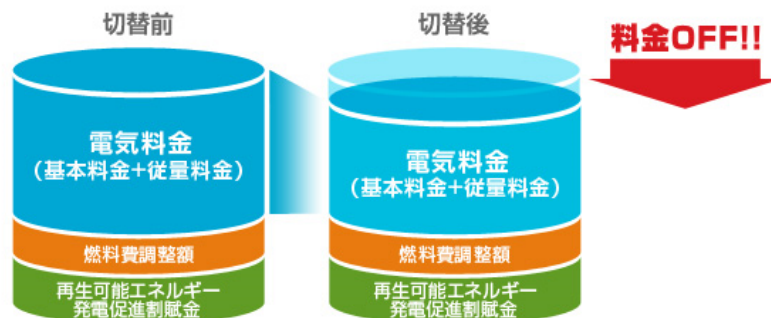 切替前
切替後
料金OFF!!
電気料金
(基本料金+従量料金)
電気料金
(基本料金+従量料金)
燃料費調整額
燃料費調整額
再生可能エネルギー
発電促進割賦金
再生可能エネルギー
発電促進割賦金